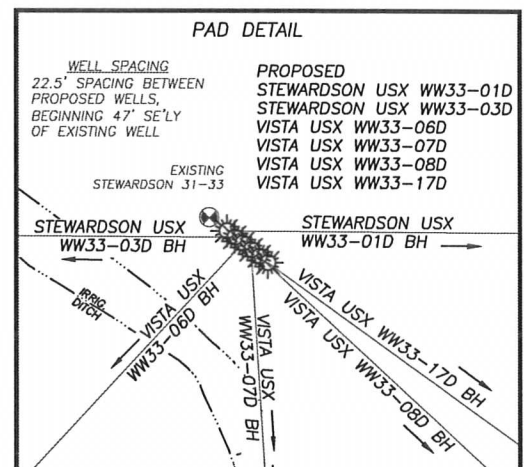 PAD DETAIL
WELL SPACING
22.5' SPACING BETWEEN
PROPOSED WELLS,
BEGINNING 47' SE'LY
OF EXISTING WELL
PROPOSED
STEWARDSON USX WW33-01D
STEWARDSON USX WW33-03D
VISTA USX WW33-06D
VISTA USX WW33-07D
VISTA USX WW33-08D
VISTA USX WW33-17D
EXISTING
STEWARDSON 31-33
STEWARDSON USX
WW33-03D BH
STEWARDSON USX
WW33-01D BH
IRRIG
DITCH
VISTA USX
WW33-06D BH
VISTA USX
WW33-07D BH
VISTA USX WW33-17D BH
VISTA USX WW33-08D BH